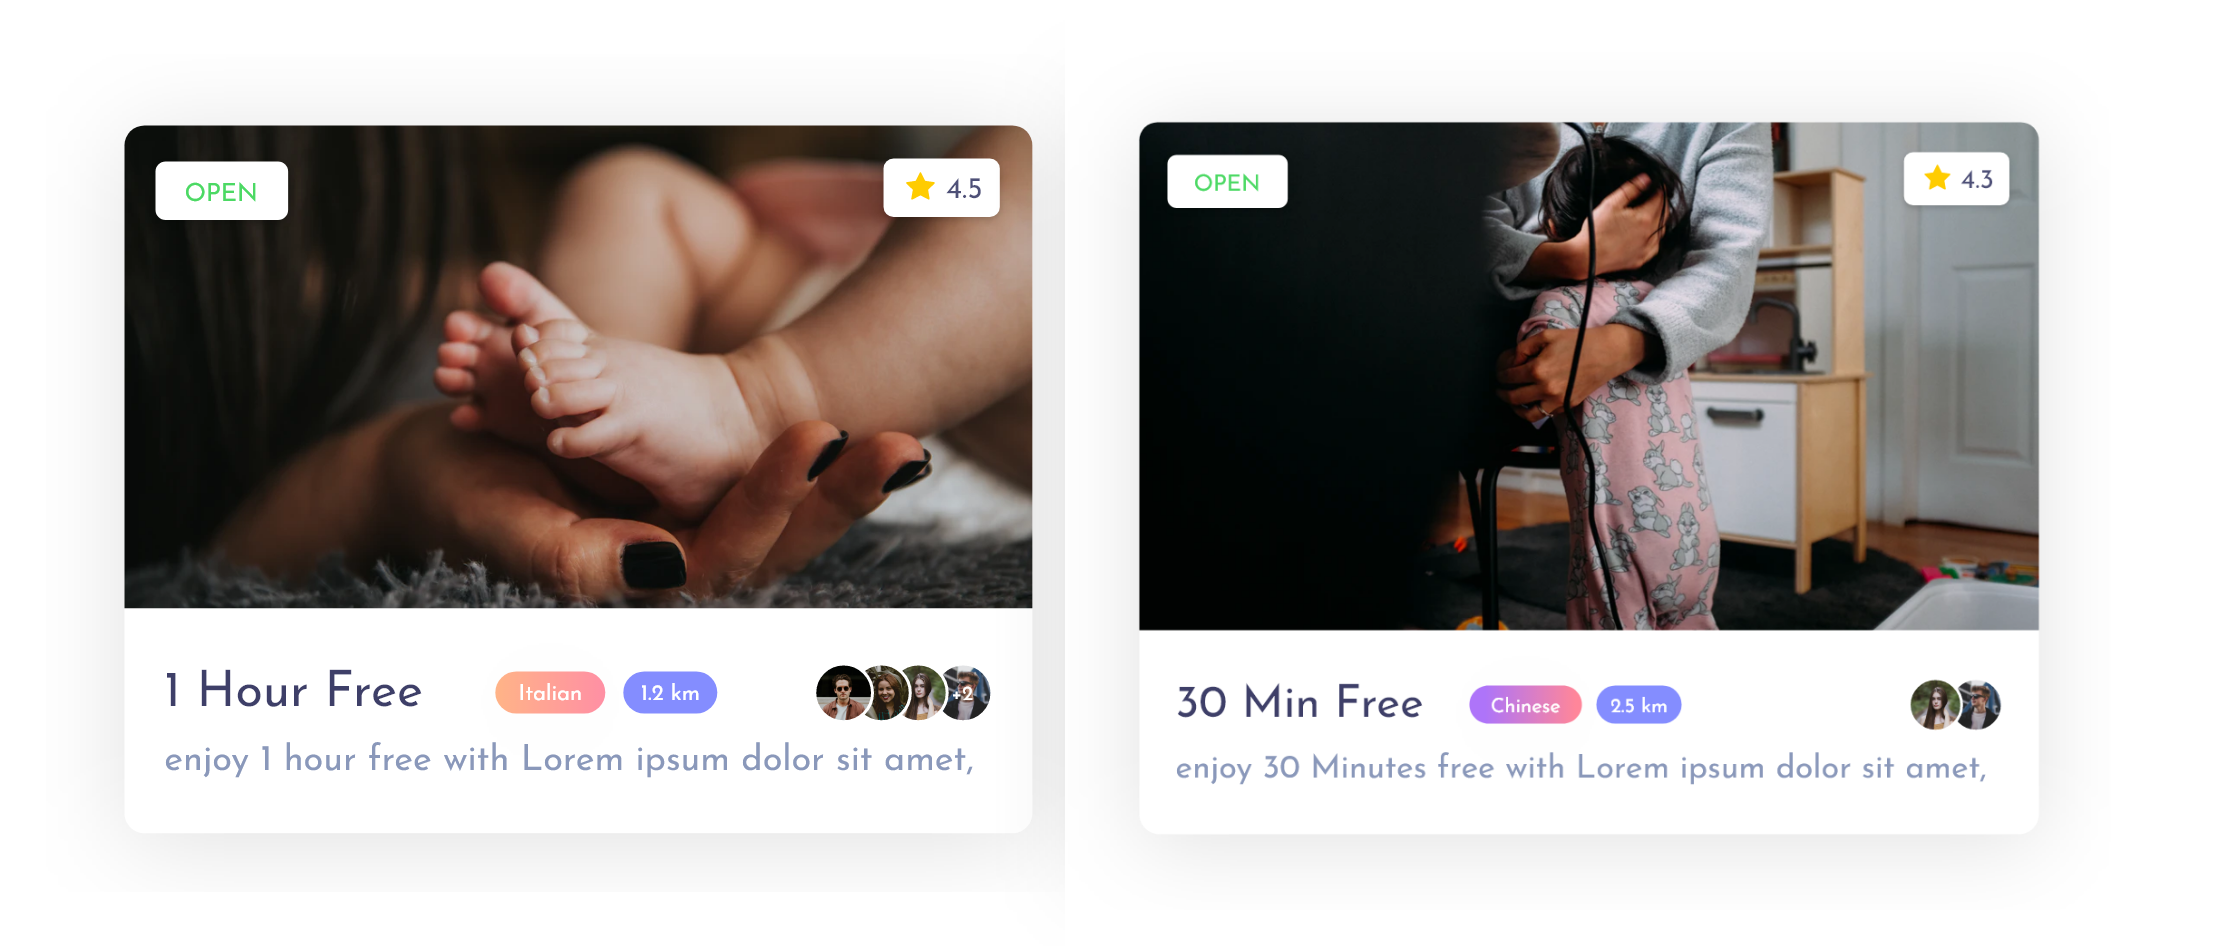 OPEN
4.5
1 Hour Free
Italian
1.2 km
+2
enjoy 1 hour free with Lorem ipsum dolor sit amet,
OPEN
4.3
30 Min Free
Chinese
2.5 km
enjoy 30 Minutes free with Lorem ipsum dolor sit amet,